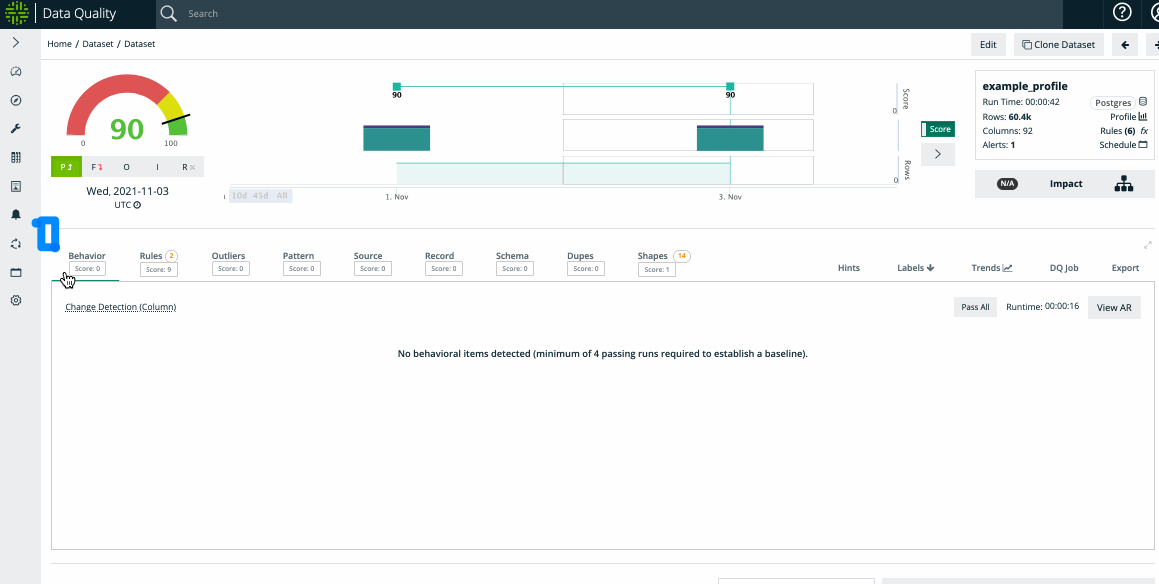 Data Quality
Search
Home / Dataset / Dataset
Edit
Clone Dataset
90
0
100
P
F
O
I
R
Wed, 2021-11-03
UTC
90
90
Score
0
Rows
0
10d 45d All
1. Nov
3. Nov
Score
example_profile
Run Time: 00:00:42
Postgres
Rows: 60.4k
Profile
Columns: 92
Rules (6) fx
Alerts: 1
Schedule
N/A
Impact
Behavior
Score: 0
Rules 2
Score: 9
Outliers
Score: 0
Pattern
Score: 0
Source
Score: 0
Record
Score: 0
Schema
Score: 0
Dupes
Score: 0
Shapes 14
Score: 1
Hints
Labels
Trends
DQ Job
Export
Change Detection (Column)
Pass All
Runtime: 00:00:16
View AR
No behavioral items detected (minimum of 4 passing runs required to establish a baseline).